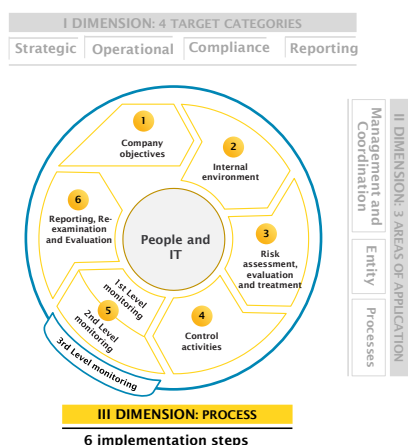 I DIMENSION: 4 TARGET CATEGORIES
Strategic
Operational
Compliance
Reporting
1
Company
objectives
2
Internal
environment
3
Risk
assessment,
evaluation
and treatment
4
Control
activities
5
1st Level
monitoring
2nd Level
monitoring
3rd Level monitoring
6
Reporting, Re-
examination
and Evaluation
People and
IT
II DIMENSION: 3 AREAS OF APPLICATION
Management and
Coordination
Entity
Processes
III DIMENSION: PROCESS
6 implementation steps